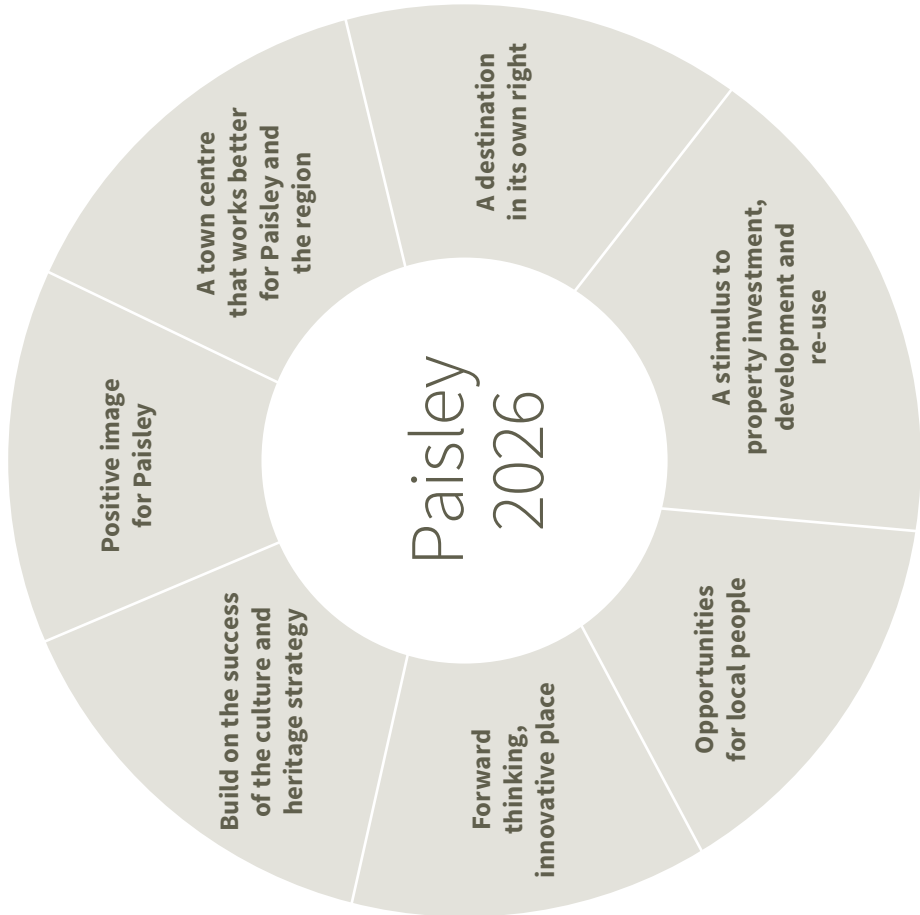 Paisley
2026
Positive image
for Paisley
A town centre
that works better
for Paisley and
the region
A destination
in its own right
A stimulus to
property investment,
development and
re-use
Opportunities
for local people
Forward
thinking,
innovative place
Build on the success
of the culture and
heritage strategy